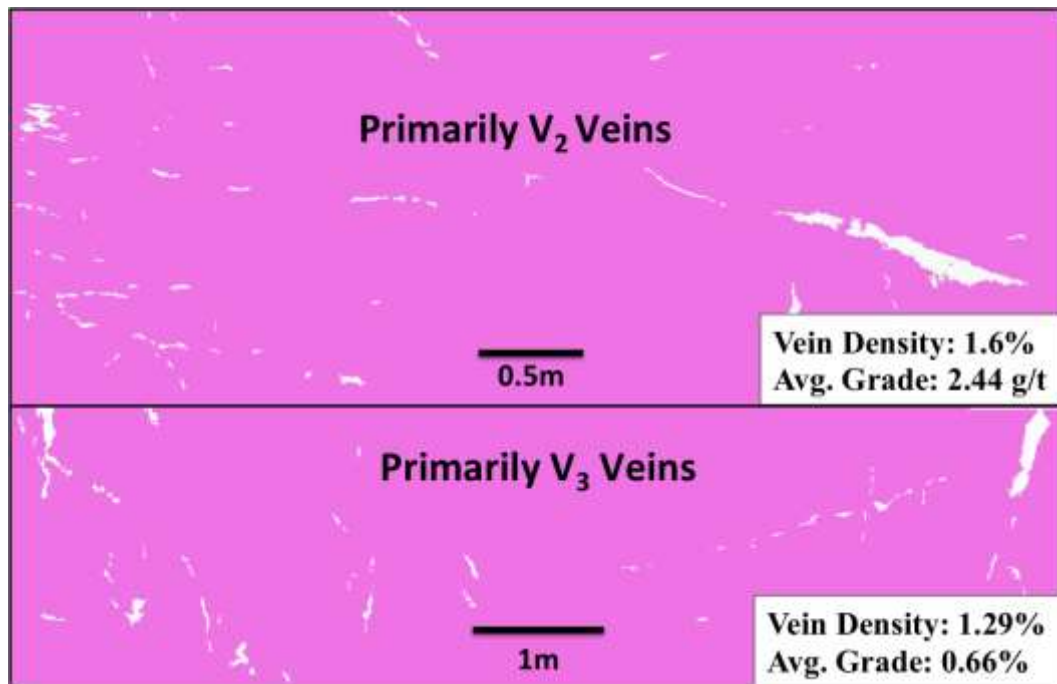 Primarily V₂ Veins
0.5m
Vein Density: 1.6%
Avg. Grade: 2.44 g/t
Primarily V₃ Veins
1m
Vein Density: 1.29%
Avg. Grade: 0.66%